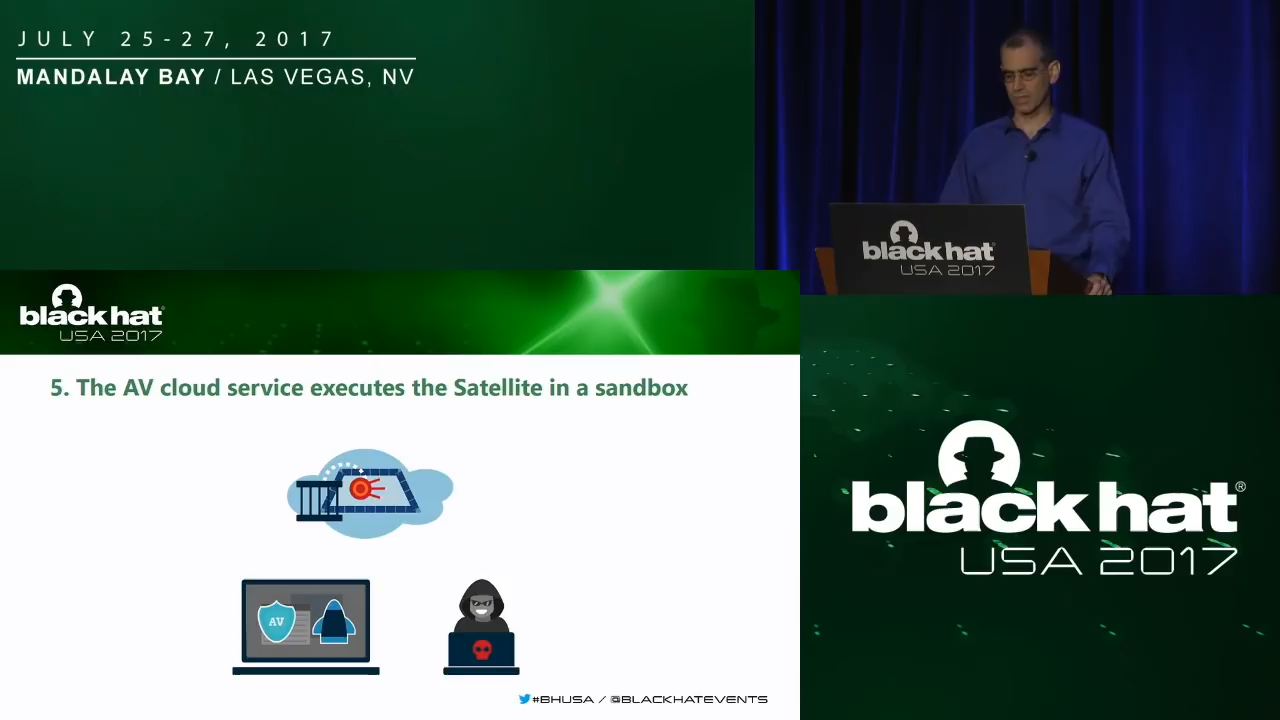 JULY 25-27, 2017
MANDALAY BAY / LAS VEGAS, NV
black hat
USA 2017
black hat
USA 2017
5. The AV cloud service executes the Satellite in a sandbox
AV
#BHUSA / @BLACKHATEVENTS
black hat®
USA 2017